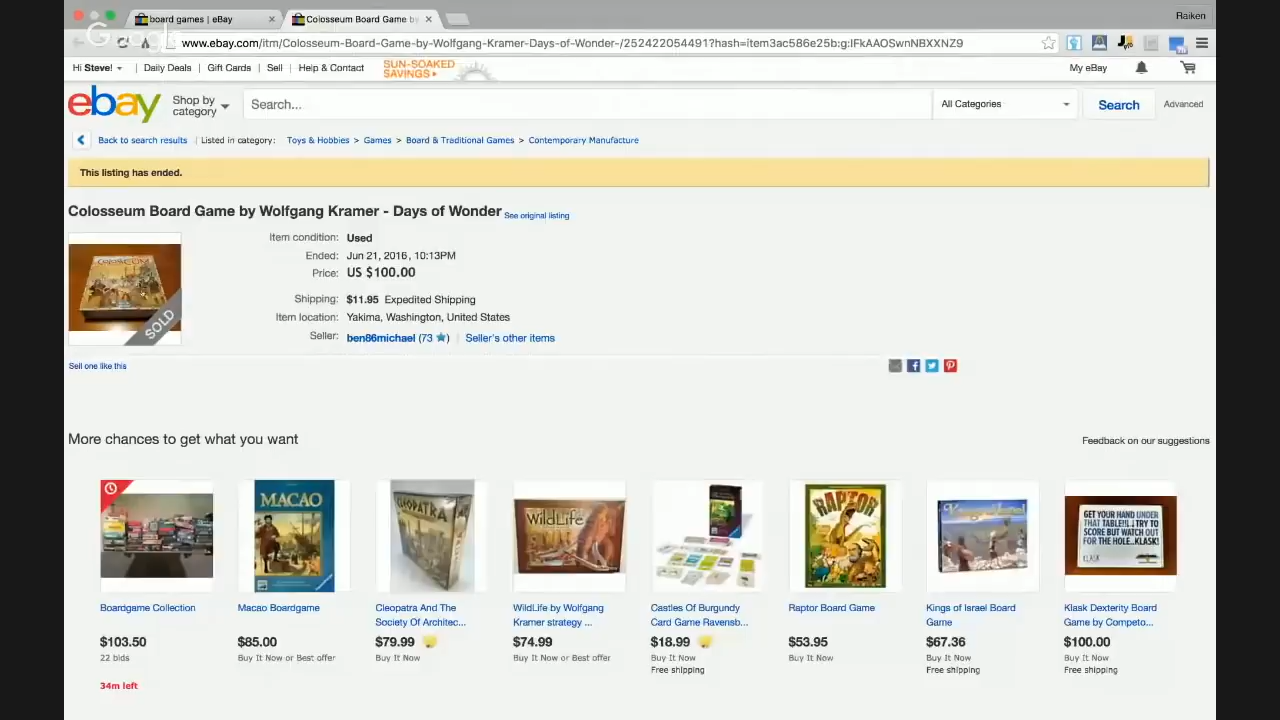 board games | eBay
Colosseum Board Game by
Raiken
Google
www.ebay.com/itm/Colosseum-Board-Game-by-Wolfgang-Kramer-Days-of-Wonder-/252422054491?hash=item3ac586e25b:g:IFkAAOSwnNBXXNZ9
Hi Steve! | Daily Deals | Gift Cards | Sell | Help & Contact
SUN-SOAKED
SAVINGS
My eBay
ebay
Shop by
category
Search...
All Categories
Search
Advanced
Back to search results | Listed in category: Toys & Hobbies > Games > Board & Traditional Games > Contemporary Manufacture
This listing has ended.
Colosseum Board Game by Wolfgang Kramer - Days of Wonder See original listing
COLOSSEUM
SOLD
Item condition: Used
Ended: Jun 21, 2016, 10:13PM
Price: US $100.00
Shipping: $11.95 Expedited Shipping
Item location: Yakima, Washington, United States
Seller: ben86michael (73) | Seller's other items
Sell one like this
More chances to get what you want
Feedback on our suggestions
MACAO
CLEOPATRA
WildLife
RAPTOR
Kings of Israel
GET YOUR HAND UNDER
THAT TABLE!! TRY TO
SCORE BUT WATCH OUT
FOR THE HOLE..KLASK!
KLASK
Boardgame Collection
$103.50
22 bids
34m left
Macao Boardgame
$85.00
Buy It Now or Best offer
Cleopatra And The
Society Of Architec...
$79.99
Buy It Now
WildLife by Wolfgang
Kramer strategy ...
$74.99
Buy It Now or Best offer
Castles Of Burgundy
Card Game Ravensb...
$18.99
Buy It Now
Free shipping
Raptor Board Game
$53.95
Buy It Now
Kings of Israel Board
Game
$67.36
Buy It Now
Free shipping
Klask Dexterity Board
Game by Competo...
$100.00
Buy It Now
Free shipping